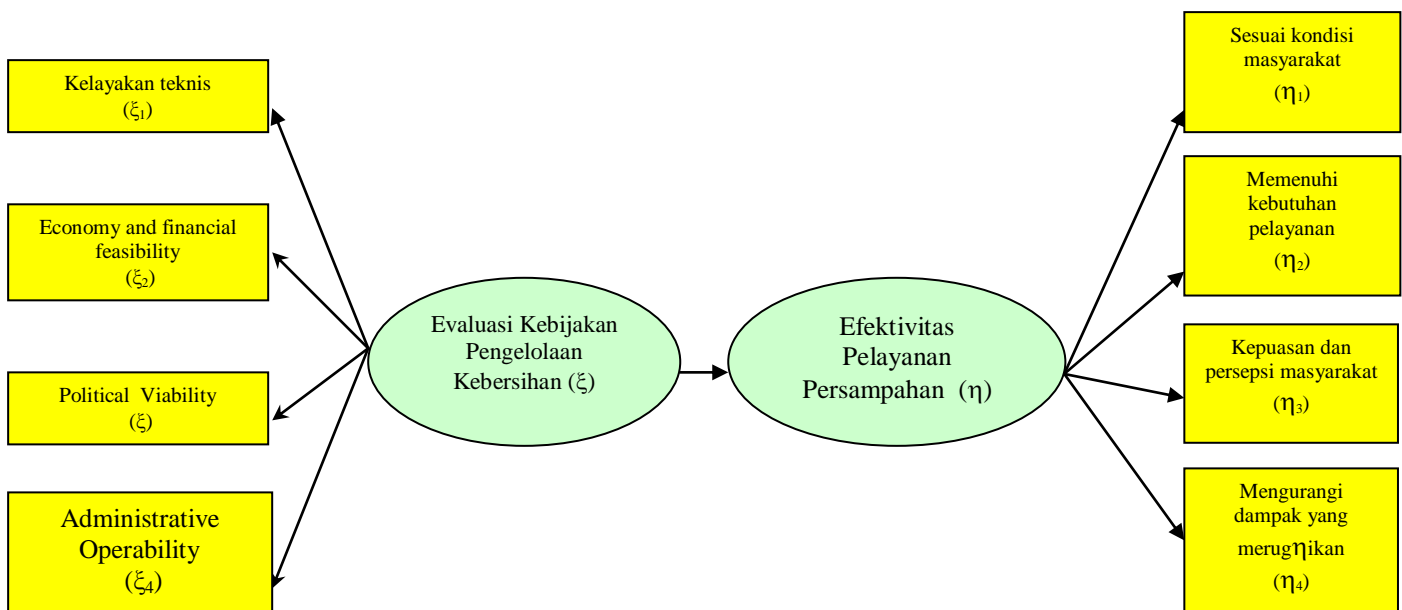 Kelayakan teknis
(ξ₁)
Economy and financial
feasibility
(ξ₂)
Political Viability
(ξ)
Administrative
Operability
(ξ₄)
Evaluasi Kebijakan
Pengelolaan
Kebersihan (ξ)
Efektivitas
Pelayanan
Persampahan (η)
Sesuai kondisi
masyarakat
(η₁)
Memenuhi
kebutuhan
pelayanan
(η₂)
Kepuasan dan
persepsi masyarakat
(η₃)
Mengurangi
dampak yang
merugηikan
(η₄)